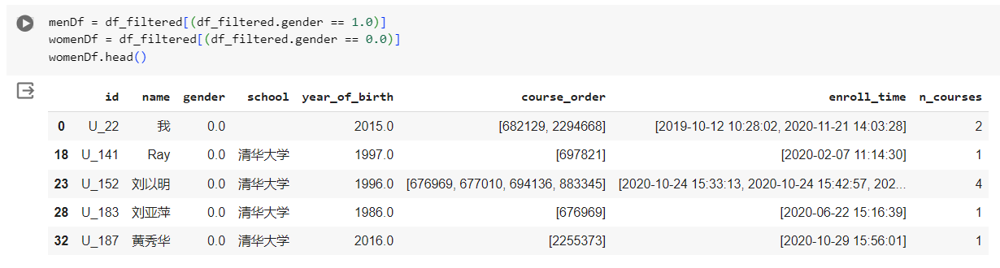 menDf = df_filtered[(df_filtered.gender == 1.0)]
womenDf = df_filtered[(df_filtered.gender == 0.0)]
womenDf.head()
id name gender school year_of_birth course_order enroll_time n_courses
0 U_22 我 0.0 2015.0 [682129, 2294668] [2019-10-12 10:28:02, 2020-11-21 14:03:28] 2
18 U_141 Ray 0.0 清华大学 1997.0 [697821] [2020-02-07 11:14:30] 1
23 U_152 刘以明 0.0 清华大学 1996.0 [676969, 677010, 694136, 883345] [2020-10-24 15:33:13, 2020-10-24 15:42:57, 202... 4
28 U_183 刘亚萍 0.0 清华大学 1986.0 [676969] [2020-06-22 15:16:39] 1
32 U_187 黄秀华 0.0 清华大学 2016.0 [2255373] [2020-10-29 15:56:01] 1